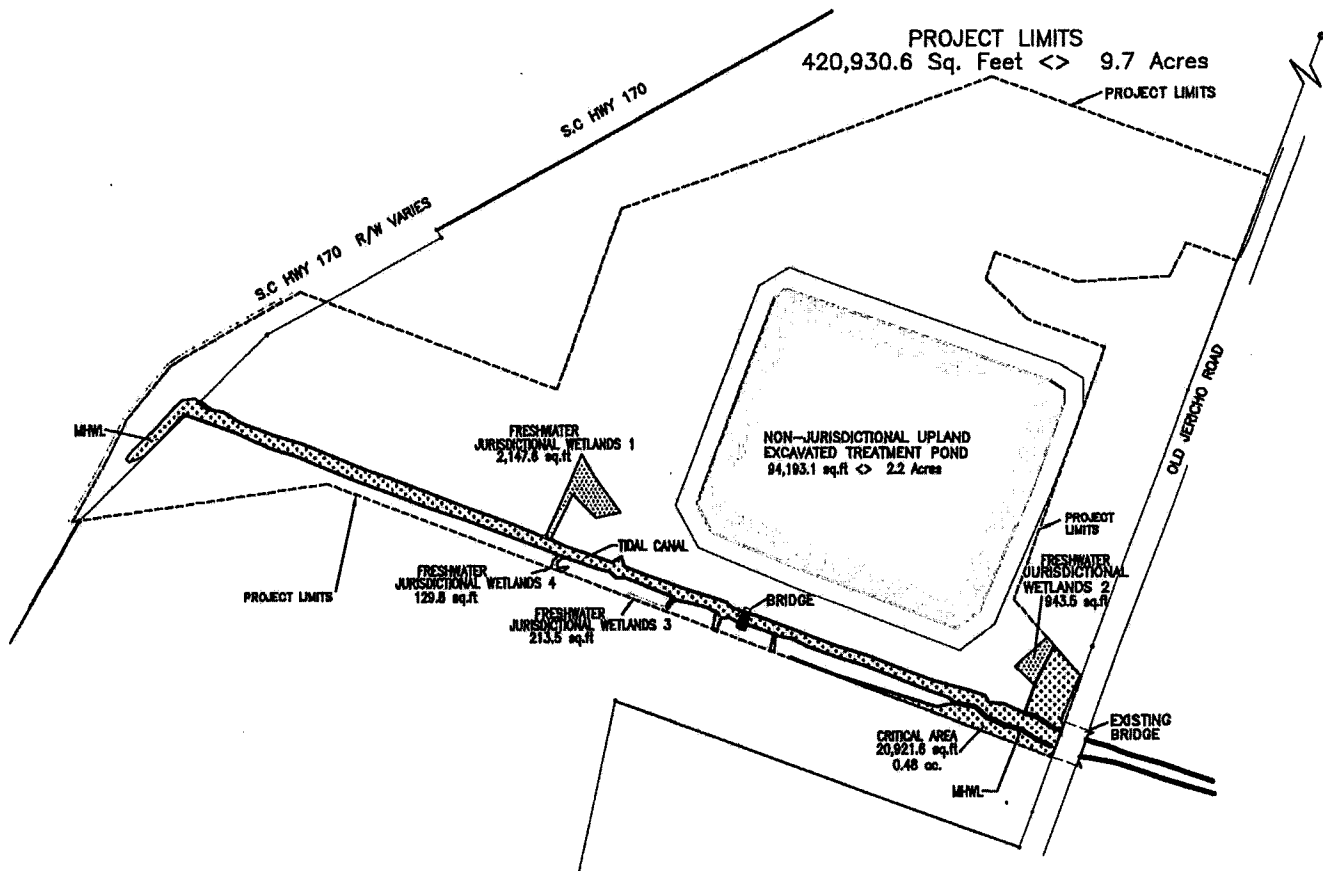 PROJECT LIMITS
420,930.6 Sq. Feet <> 9.7 Acres
PROJECT LIMITS
S.C HWY 170
S.C HWY 170 R/W VARIES
MHWL
FRESHWATER
JURISDICTIONAL WETLANDS 1
2,147.6 sq.ft
NON-JURISDICTIONAL UPLAND
EXCAVATED TREATMENT POND
94,193.1 sq.ft <> 2.2 Acres
OLD JERICHO ROAD
PROJECT
LIMITS
TIDAL CANAL
FRESHWATER
JURISDICTIONAL
WETLANDS 2
943.5 sq.ft
FRESHWATER
JURISDICTIONAL WETLANDS 4
129.8 sq.ft
PROJECT LIMITS
BRIDGE
FRESHWATER
JURISDICTIONAL WETLANDS 3
213.5 sq.ft
EXISTING
BRIDGE
CRITICAL AREA
20,921.6 sq.ft
0.48 ac.
MHWL